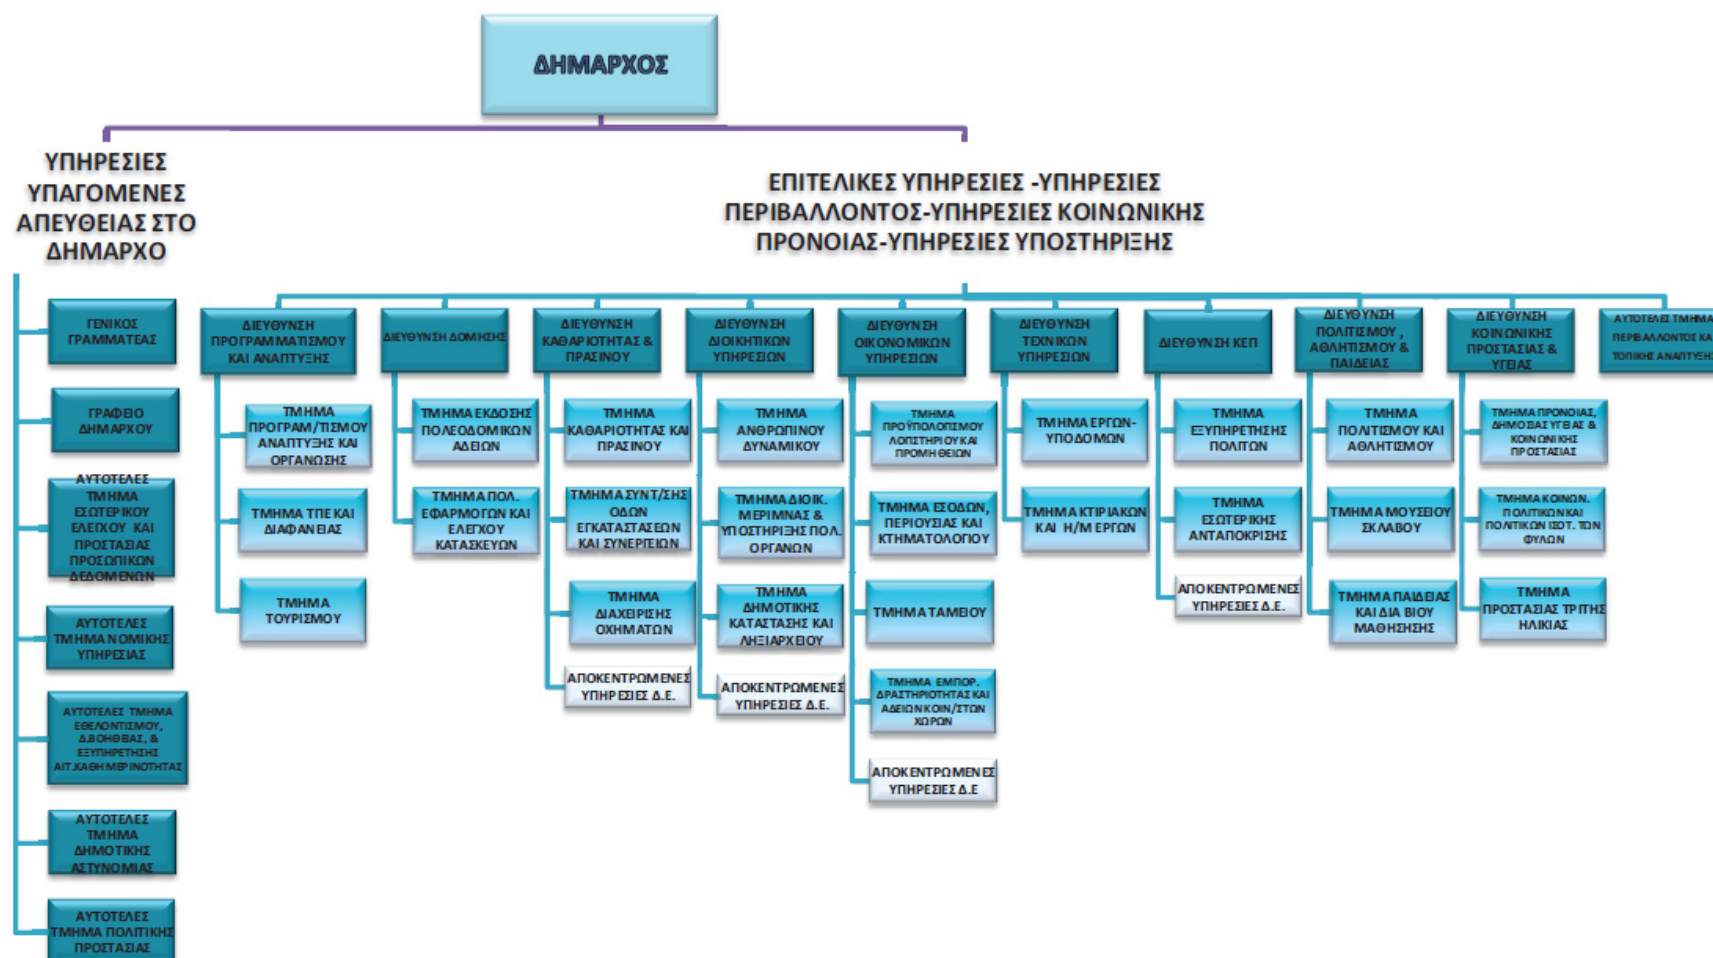 ΔΗΜΑΡΧΟΣ
ΥΠΗΡΕΣΙΕΣ
ΥΠΑΓΟΜΕΝΕΣ
ΑΠΕΥΘΕΙΑΣ ΣΤΟ
ΔΗΜΑΡΧΟ
ΕΠΙΤΕΛΙΚΕΣ ΥΠΗΡΕΣΙΕΣ -ΥΠΗΡΕΣΙΕΣ
ΠΕΡΙΒΑΛΛΟΝΤΟΣ-ΥΠΗΡΕΣΙΕΣ ΚΟΙΝΩΝΙΚΗΣ
ΠΡΟΝΟΙΑΣ-ΥΠΗΡΕΣΙΕΣ ΥΠΟΣΤΗΡΙΞΗΣ
ΓΕΝΙΚΟΣ
ΓΡΑΜΜΑΤΕΑΣ
ΓΡΑΦΕΙΟ
ΔΗΜΑΡΧΟΥ
ΑΥΤΟΤΕΛΕΣ
ΤΜΗΜΑ
ΕΣΩΤΕΡΙΚΟΥ
ΕΛΕΓΧΟΥ ΚΑΙ
ΠΡΟΣΤΑΣΙΑΣ
ΠΡΟΣΩΠΙΚΩΝ
ΔΕΔΟΜΕΝΩΝ
ΑΥΤΟΤΕΛΕΣ
ΤΜΗΜΑ ΝΟΜΙΚΗΣ
ΥΠΗΡΕΣΙΑΣ
ΑΥΤΟΤΕΛΕΣ ΤΜΗΜΑ
ΕΘΕΛΟΝΤΙΣΜΟΥ,
Δ.ΒΟΗΘΕΙΑΣ, &
ΕΞΥΠΗΡΕΤΗΣΗΣ
ΑΙΤ.ΚΑΘΗΜΕΡΙΝΟΤΗΤΑΣ
ΑΥΤΟΤΕΛΕΣ
ΤΜΗΜΑ
ΔΗΜΟΤΙΚΗΣ
ΑΣΤΥΝΟΜΙΑΣ
ΑΥΤΟΤΕΛΕΣ
ΤΜΗΜΑ ΠΟΛΙΤΙΚΗΣ
ΠΡΟΣΤΑΣΙΑΣ
ΔΙΕΥΘΥΝΣΗ
ΠΡΟΓΡΑΜΜΑΤΙΣΜΟΥ
ΚΑΙ ΑΝΑΠΤΥΞΗΣ
ΤΜΗΜΑ
ΠΡΟΓΡΑΜ/ΤΙΣΜΟΥ
ΑΝΑΠΤΥΞΗΣ ΚΑΙ
ΟΡΓΑΝΩΣΗΣ
ΤΜΗΜΑ ΤΠΕ ΚΑΙ
ΔΙΑΦΑΝΕΙΑΣ
ΤΜΗΜΑ
ΤΟΥΡΙΣΜΟΥ
ΔΙΕΥΘΥΝΣΗ ΔΟΜΗΣΗΣ
ΤΜΗΜΑ ΕΚΔΟΣΗΣ
ΠΟΛΕΟΔΟΜΙΚΩΝ
ΑΔΕΙΩΝ
ΤΜΗΜΑ ΠΟΛ.
ΕΦΑΡΜΟΓΩΝ ΚΑΙ
ΕΛΕΓΧΟΥ
ΚΑΤΑΣΚΕΥΩΝ
ΔΙΕΥΘΥΝΣΗ
ΚΑΘΑΡΙΟΤΗΤΑΣ &
ΠΡΑΣΙΝΟΥ
ΤΜΗΜΑ
ΚΑΘΑΡΙΟΤΗΤΑΣ ΚΑΙ
ΠΡΑΣΙΝΟΥ
ΤΜΗΜΑ ΣΥΝΤ/ΣΗΣ
ΟΔΩΝ
ΕΓΚΑΤΑΣΤΑΣΕΩΝ
ΚΑΙ ΣΥΝΕΡΓΕΙΩΝ
ΤΜΗΜΑ
ΔΙΑΧΕΙΡΙΣΗΣ
ΟΧΗΜΑΤΩΝ
ΑΠΟΚΕΝΤΡΩΜΕΝΕΣ
ΥΠΗΡΕΣΙΕΣ Δ.Ε.
ΔΙΕΥΘΥΝΣΗ
ΔΙΟΙΚΗΤΙΚΩΝ
ΥΠΗΡΕΣΙΩΝ
ΤΜΗΜΑ
ΑΝΘΡΩΠΙΝΟΥ
ΔΥΝΑΜΙΚΟΥ
ΤΜΗΜΑ ΔΙΟΙΚ.
ΜΕΡΙΜΝΑΣ &
ΥΠΟΣΤΗΡΙΞΗΣ ΠΟΛ.
ΟΡΓΑΝΩΝ
ΤΜΗΜΑ
ΔΗΜΟΤΙΚΗΣ
ΚΑΤΑΣΤΑΣΗΣ ΚΑΙ
ΛΗΞΙΑΡΧΕΙΟΥ
ΑΠΟΚΕΝΤΡΩΜΕΝΕΣ
ΥΠΗΡΕΣΙΕΣ Δ.Ε.
ΔΙΕΥΘΥΝΣΗ
ΟΙΚΟΝΟΜΙΚΩΝ
ΥΠΗΡΕΣΙΩΝ
ΤΜΗΜΑ
ΠΡΟΫΠΟΛΟΓΙΣΜΟΥ
ΛΟΓΙΣΤΗΡΙΟΥ ΚΑΙ
ΠΡΟΜΗΘΕΙΩΝ
ΤΜΗΜΑ ΕΣΟΔΩΝ,
ΠΕΡΙΟΥΣΙΑΣ ΚΑΙ
ΚΤΗΜΑΤΟΛΟΓΙΟΥ
ΤΜΗΜΑ ΤΑΜΕΙΟΥ
ΤΜΗΜΑ ΕΜΠΟΡ.
ΔΡΑΣΤΗΡΙΟΤΗΤΑΣ ΚΑΙ
ΑΔΕΙΩΝ ΚΟΙΝ/ΣΤΩΝ
ΧΩΡΩΝ
ΑΠΟΚΕΝΤΡΩΜΕΝΕΣ
ΥΠΗΡΕΣΙΕΣ Δ.Ε
ΔΙΕΥΘΥΝΣΗ
ΤΕΧΝΙΚΩΝ
ΥΠΗΡΕΣΙΩΝ
ΤΜΗΜΑ ΕΡΓΩΝ-
ΥΠΟΔΟΜΩΝ
ΤΜΗΜΑ ΚΤΙΡΙΑΚΩΝ
ΚΑΙ Η/Μ ΕΡΓΩΝ
ΔΙΕΥΘΥΝΣΗ ΚΕΠ
ΤΜΗΜΑ
ΕΞΥΠΗΡΕΤΗΣΗΣ
ΠΟΛΙΤΩΝ
ΤΜΗΜΑ
ΕΣΩΤΕΡΙΚΗΣ
ΑΝΤΑΠΟΚΡΙΣΗΣ
ΑΠΟΚΕΝΤΡΩΜΕΝΕΣ
ΥΠΗΡΕΣΙΕΣ Δ.Ε.
ΔΙΕΥΘΥΝΣΗ
ΠΟΛΙΤΙΣΜΟΥ ,
ΑΘΛΗΤΙΣΜΟΥ &
ΠΑΙΔΕΙΑΣ
ΤΜΗΜΑ
ΠΟΛΙΤΙΣΜΟΥ ΚΑΙ
ΑΘΛΗΤΙΣΜΟΥ
ΤΜΗΜΑ ΜΟΥΣΕΙΟΥ
ΣΚΛΑΒΟΥ
ΤΜΗΜΑ ΠΑΙΔΕΙΑΣ
ΚΑΙ ΔΙΑ ΒΙΟΥ
ΜΑΘΗΣΗΣΗΣ
ΔΙΕΥΘΥΝΣΗ
ΚΟΙΝΩΝΙΚΗΣ
ΠΡΟΣΤΑΣΙΑΣ &
ΥΓΕΙΑΣ
ΤΜΗΜΑ ΠΡΟΝΟΙΑΣ,
ΔΗΜΟΣΙΑΣ ΥΓΕΙΑΣ &
ΚΟΙΝΩΝΙΚΗΣ
ΠΡΟΣΤΑΣΙΑΣ
ΤΜΗΜΑ ΚΟΙΝΩΝ.
ΠΟΛΙΤΙΚΩΝ ΚΑΙ
ΠΟΛΙΤΙΚΩΝ ΙΣΟΤ. ΤΩΝ
ΦΥΛΩΝ
ΤΜΗΜΑ
ΠΡΟΣΤΑΣΙΑΣ ΤΡΙΤΗΣ
ΗΛΙΚΙΑΣ
ΑΥΤΟΤΕΛΕΣ ΤΜΗΜΑ
ΠΕΡΙΒΑΛΛΟΝΤΟΣ ΚΑ
ΤΟΠΙΚΗΣ ΑΝΑΠΤΥΞΗΣ